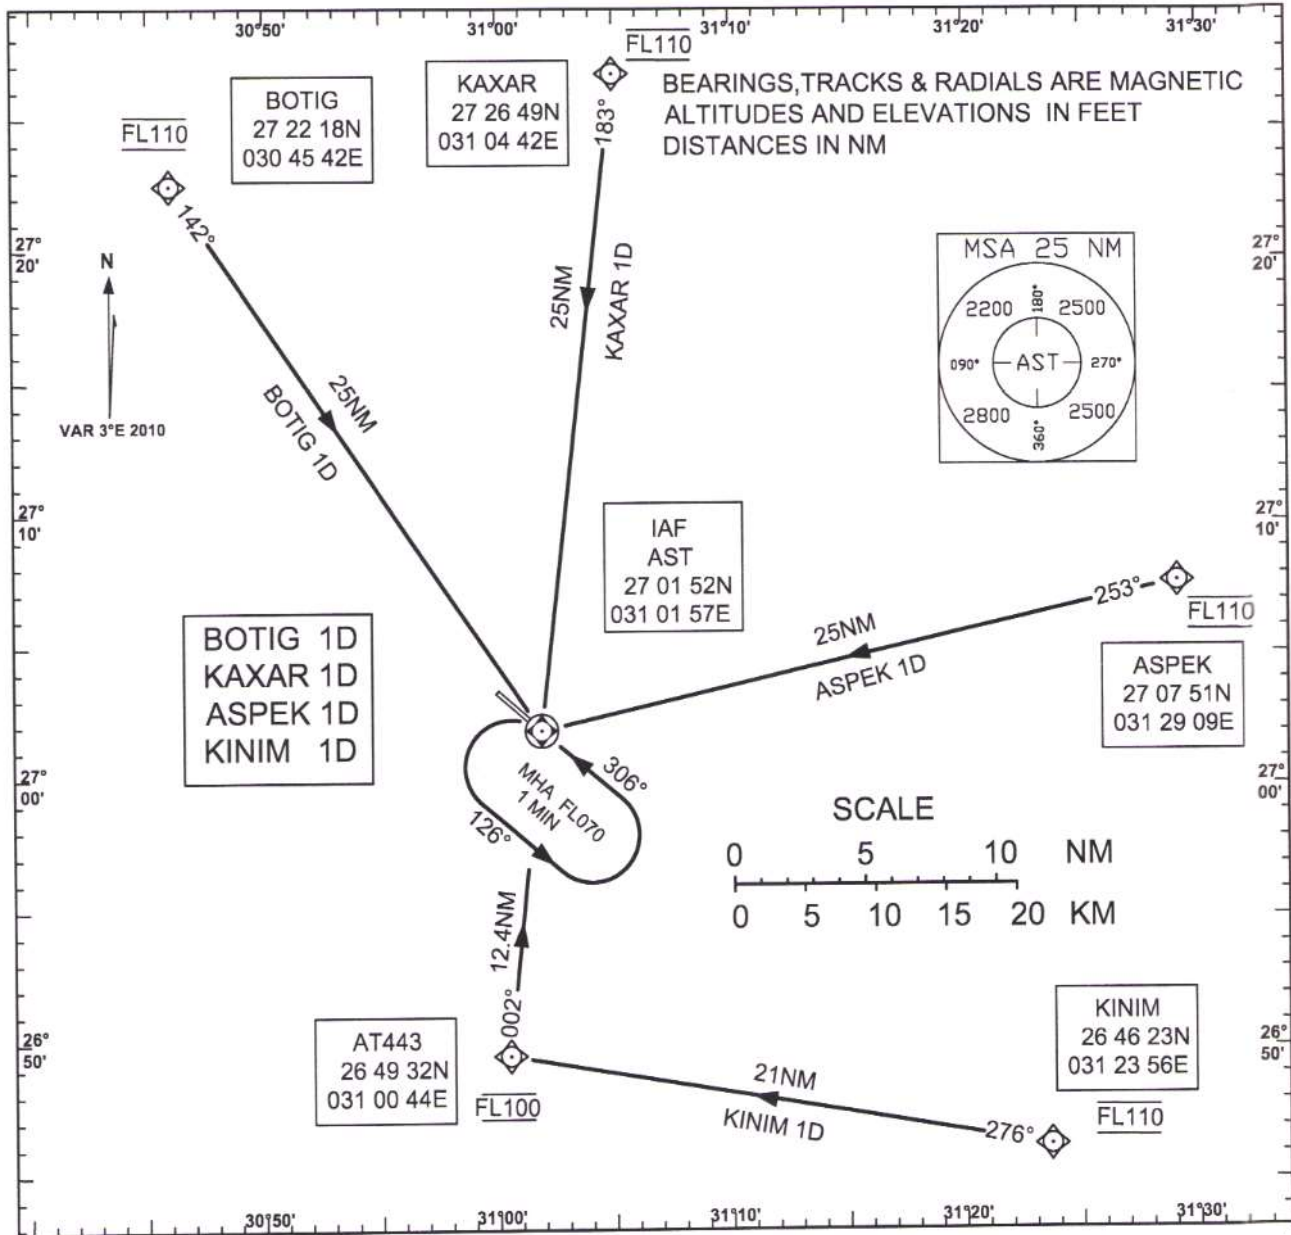 30°50'
31°00'
31°10'
31°20'
31°30'
FL110
BOTIG
27 22 18N
030 45 42E
KAXAR
27 26 49N
031 04 42E
FL110
BEARINGS,TRACKS & RADIALS ARE MAGNETIC
ALTITUDES AND ELEVATIONS IN FEET
DISTANCES IN NM
142°
183°
27°
20'
27°
20'
N
VAR 3°E 2010
25NM
BOTIG 1D
25NM
KAXAR 1D
MSA 25 NM
2200
180°
2500
090°
AST
270°
2800
360°
2500
27°
10'
27°
10'
IAF
AST
27 01 52N
031 01 57E
253°
FL110
25NM
ASPEK 1D
ASPEK
27 07 51N
031 29 09E
BOTIG 1D
KAXAR 1D
ASPEK 1D
KINIM 1D
27°
00'
27°
00'
306°
MHA FL070
1 MIN
126°
SCALE
0 5 10 NM
0 5 10 15 20 KM
12.4NM
002°
AT443
26 49 32N
031 00 44E
FL100
26°
50'
26°
50'
21NM
KINIM 1D
276°
KINIM
26 46 23N
031 23 56E
FL110
30°50'
31°00'
31°10'
31°20'
31°30'